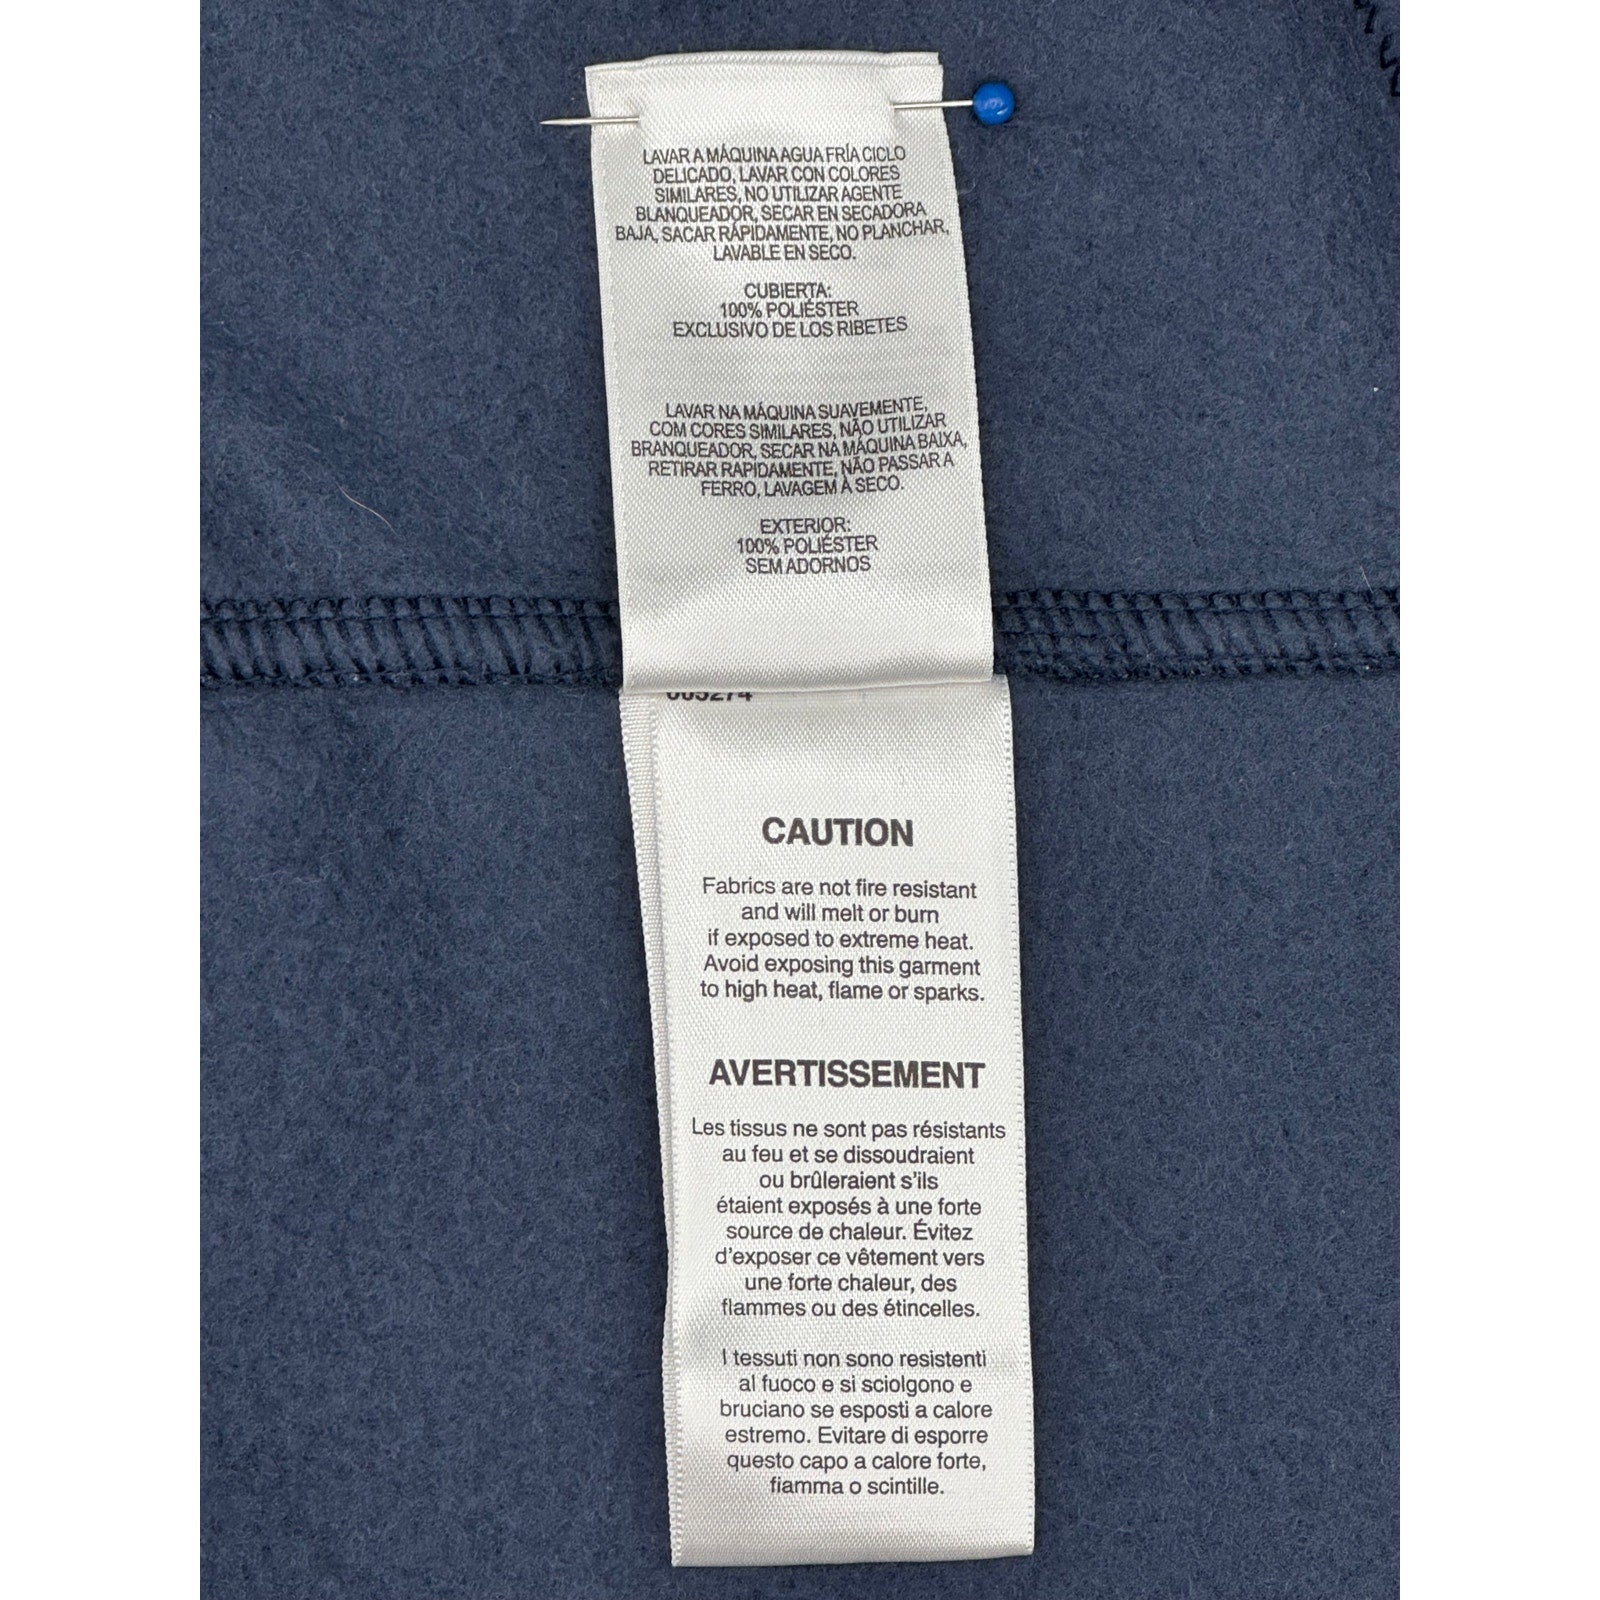 LAVAR A MÁQUINA AGUA FRÍA CICLO
DELICADO, LAVAR CON COLORES
SIMILARES, NO UTILIZAR AGENTE
BLANQUEADOR, SECAR EN SECADORA
BAJA, SACAR RÁPIDAMENTE, NO PLANCHAR,
LAVABLE EN SECO.
CUBIERTA:
100% POLIÉSTER
EXCLUSIVO DE LOS RIBETES
LAVAR NA MÁQUINA SUAVEMENTE,
COM CORES SIMILARES, NÃO UTILIZAR
BRANQUEADOR, SECAR NA MÁQUINA BAIXA,
RETIRAR RAPIDAMENTE, NÃO PASSAR A
FERRO, LAVAGEM À SECO.
EXTERIOR:
100% POLIÉSTER
SEM ADORNOS
CAUTION
Fabrics are not fire resistant
and will melt or burn
if exposed to extreme heat.
Avoid exposing this garment
to high heat, flame or sparks.
AVERTISSEMENT
Les tissus ne sont pas résistants
au feu et se dissoudraient
ou brûleraient s'ils
étaient exposés à une forte
source de chaleur. Évitez
d'exposer ce vêtement vers
une forte chaleur, des
flammes ou des étincelles.
I tessuti non sono resistenti
al fuoco e si sciolgono e
bruciano se esposti a calore
estremo. Evitare di esporre
questo capo a calore forte,
fiamma o scintille.